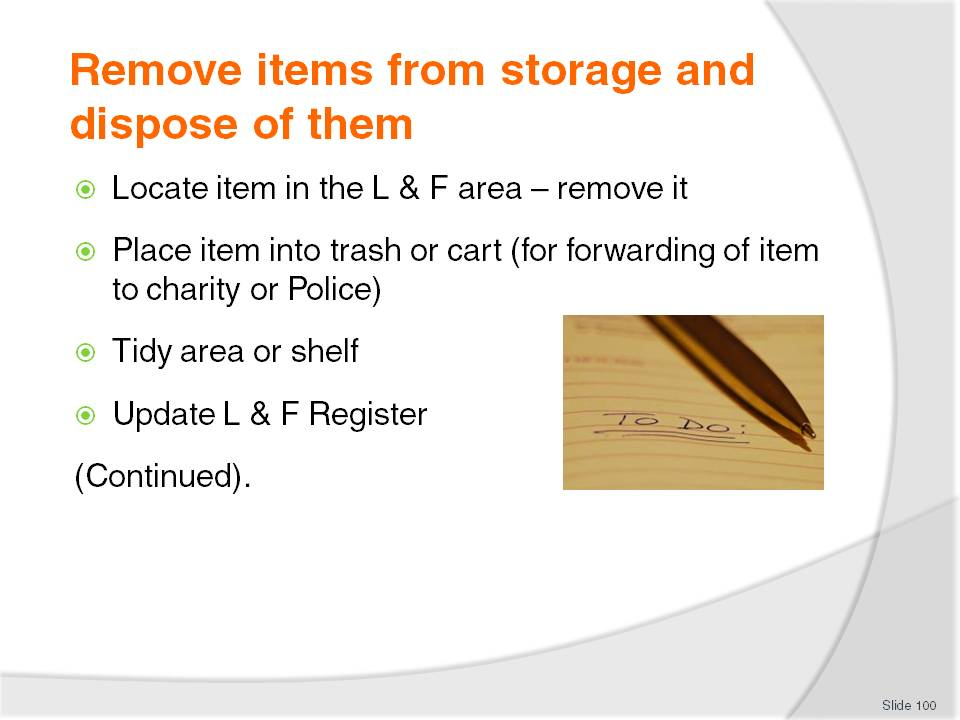 Remove items from storage and
dispose of them
Locate item in the L & F area – remove it
Place item into trash or cart (for forwarding of item
to charity or Police)
Tidy area or shelf
Update L & F Register
TO DO:
(Continued).
Slide 100